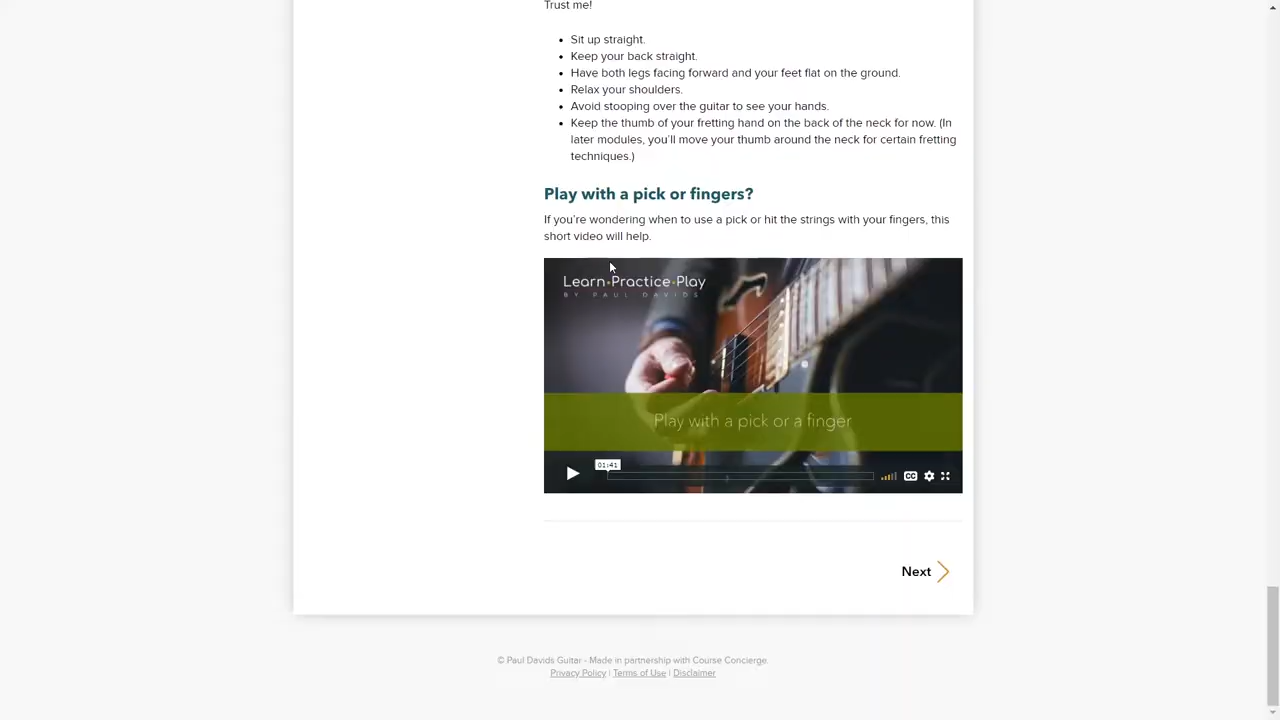 Trust me!
Sit up straight.
Keep your back straight.
Have both legs facing forward and your feet flat on the ground.
Relax your shoulders.
Avoid stooping over the guitar to see your hands.
Keep the thumb of your fretting hand on the back of the neck for now. (In
later modules, you'll move your thumb around the neck for certain fretting
techniques.)
Play with a pick or fingers?
If you're wondering when to use a pick or hit the strings with your fingers, this
short video will help.
Learn•Practice•Play
BY PAUL DAVIDS
Play with a pick or a finger
01:41
CC
Next
© Paul Davids Guitar - Made in partnership with Course Concierge.
Privacy Policy | Terms of Use | Disclaimer